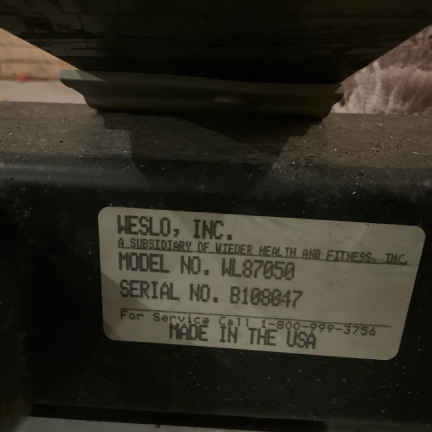 WESLO, INC.
A SUBSIDIARY OF WIEDER HEALTH AND FITNESS, INC.
MODEL NO. WL87050
SERIAL NO. B108047
For Service Call 1-800-999-3756
MADE IN THE USA